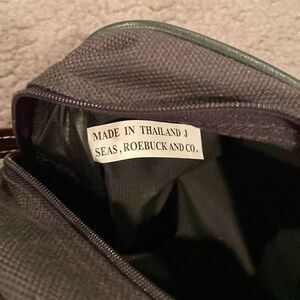 MADE IN THAILAND J
SEAS, ROEBUCK AND CO.